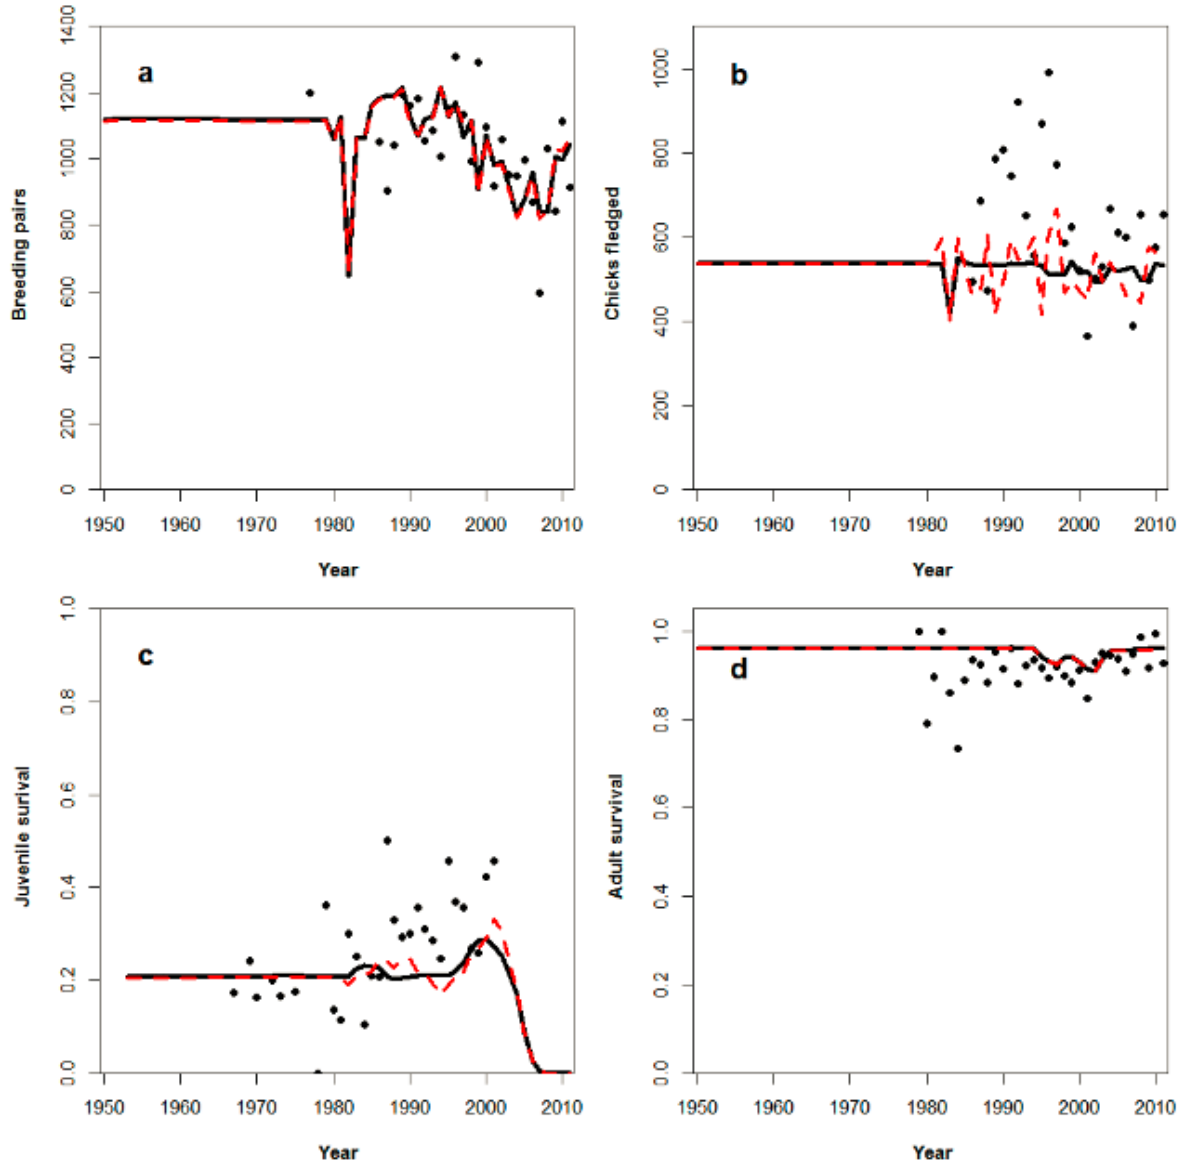 a
Breeding pairs
0 200 400 600 800 1000 1200 1400
1950 1960 1970 1980 1990 2000 2010
Year
b
Chicks fledged
0 200 400 600 800 1000
1950 1960 1970 1980 1990 2000 2010
Year
c
Juvenile surival
0.0 0.2 0.4 0.6 0.8 1.0
1950 1960 1970 1980 1990 2000 2010
Year
d
Adult survival
0.0 0.2 0.4 0.6 0.8 1.0
1950 1960 1970 1980 1990 2000 2010
Year